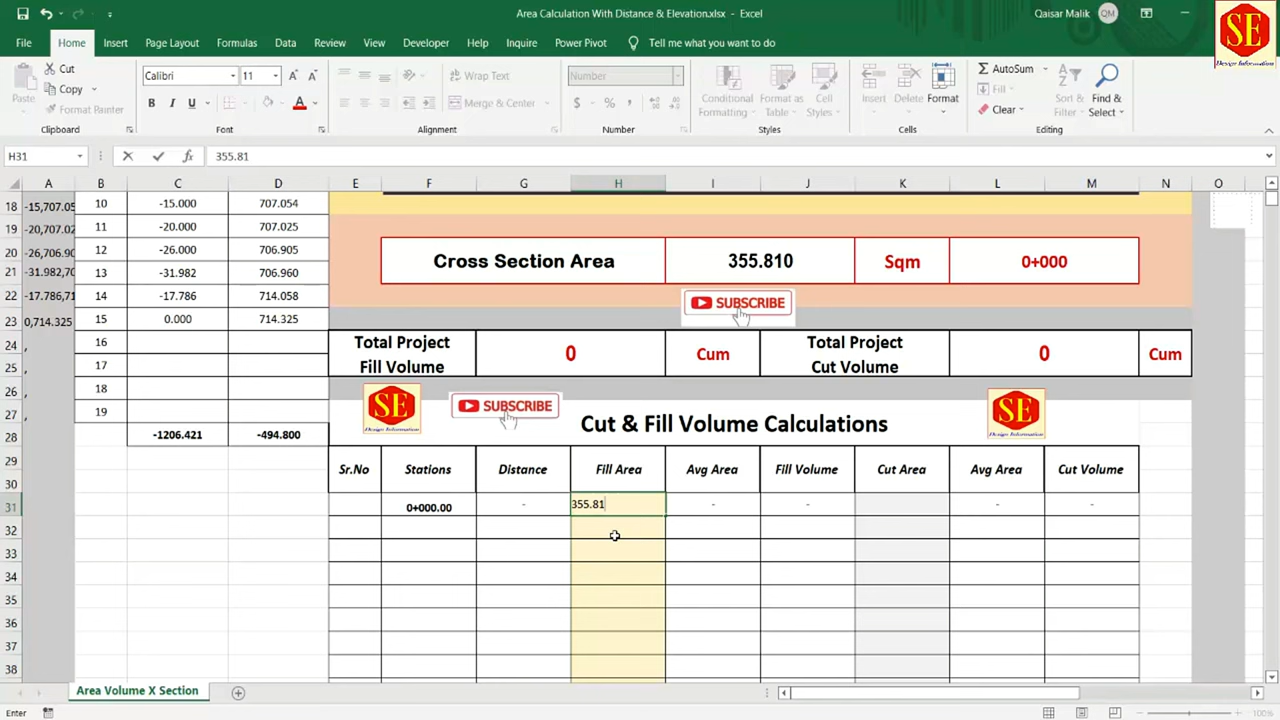 Area Calculation With Distance & Elevation.xlsx - Excel
Qaisar Malik QM
SE
Design Information
File Home Insert Page Layout Formulas Data Review View Developer Help Inquire Power Pivot Tell me what you want to do
Paste
Cut
Copy
Format Painter
Clipboard
Calibri 11
A A
B I U A
Font
Wrap Text
Merge & Center
Alignment
Number
$ % ,
Number
Conditional Formatting
Format as Table
Cell Styles
Styles
Insert Delete Format
Cells
AutoSum
Fill
Clear
Sort & Filter
Find & Select
Editing
H31 fx 355.81
A B C D E F G H I J K L M N O
18 -15,707.05 10 -15.000 707.054
19 -20,707.02 11 -20.000 707.025
20 -26,706.90 12 -26.000 706.905
21 -31.982,70 13 -31.982 706.960
22 -17.786,71 14 -17.786 714.058
23 0,714.325 15 0.000 714.325
24 , 16
25 , 17
26 , 18
27 , 19
28 -1206.421 -494.800
Cross Section Area 355.810 Sqm 0+000
SUBSCRIBE
Total Project Fill Volume 0 Cum Total Project Cut Volume 0 Cum
SE
Design Information
SUBSCRIBE
Cut & Fill Volume Calculations
SE
Design Information
29
30
Sr.No Stations Distance Fill Area Avg Area Fill Volume Cut Area Avg Area Cut Volume
31 0+000.00 - 355.81 - - - -
32
33
34
35
36
37
38
Area Volume X Section
Enter
100%